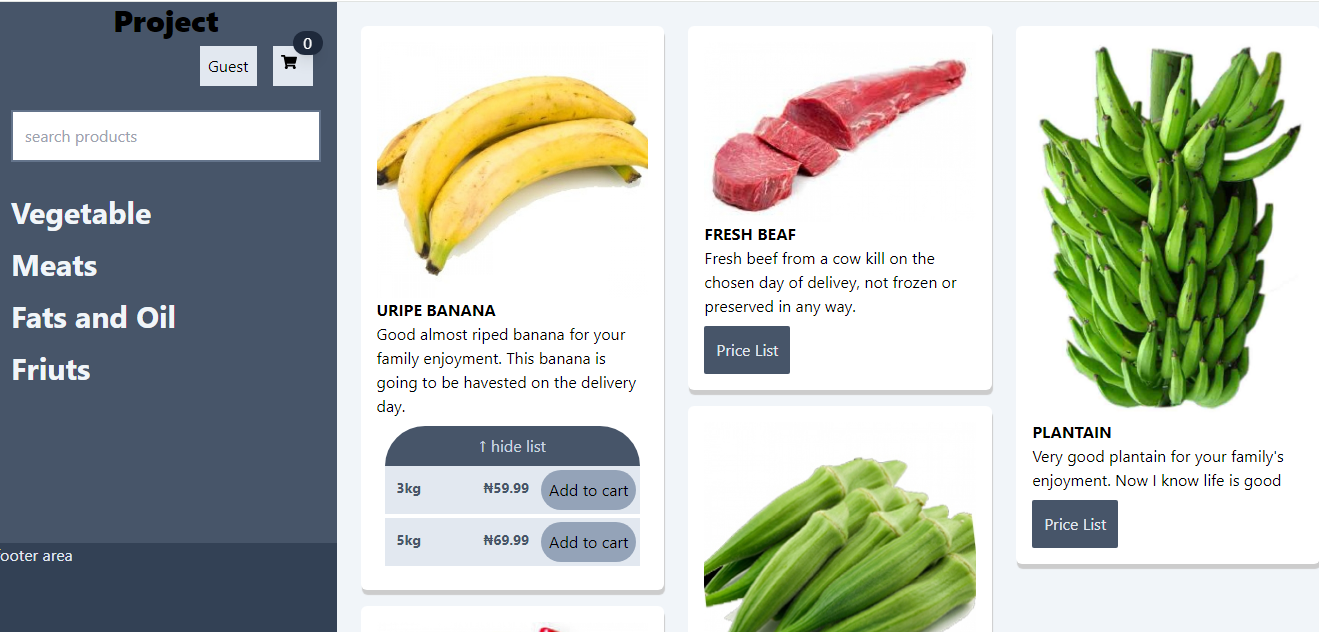 Project
Guest
0
search products
Vegetable
Meats
Fats and Oil
Friuts
ooter area
URIPE BANANA
Good almost riped banana for your
family enjoyment. This banana is
going to be havested on the delivery
day.
↑ hide list
3kg ₦59.99 Add to cart
5kg ₦69.99 Add to cart
FRESH BEAF
Fresh beef from a cow kill on the
chosen day of delivey, not frozen or
preserved in any way.
Price List
PLANTAIN
Very good plantain for your family's
enjoyment. Now I know life is good
Price List